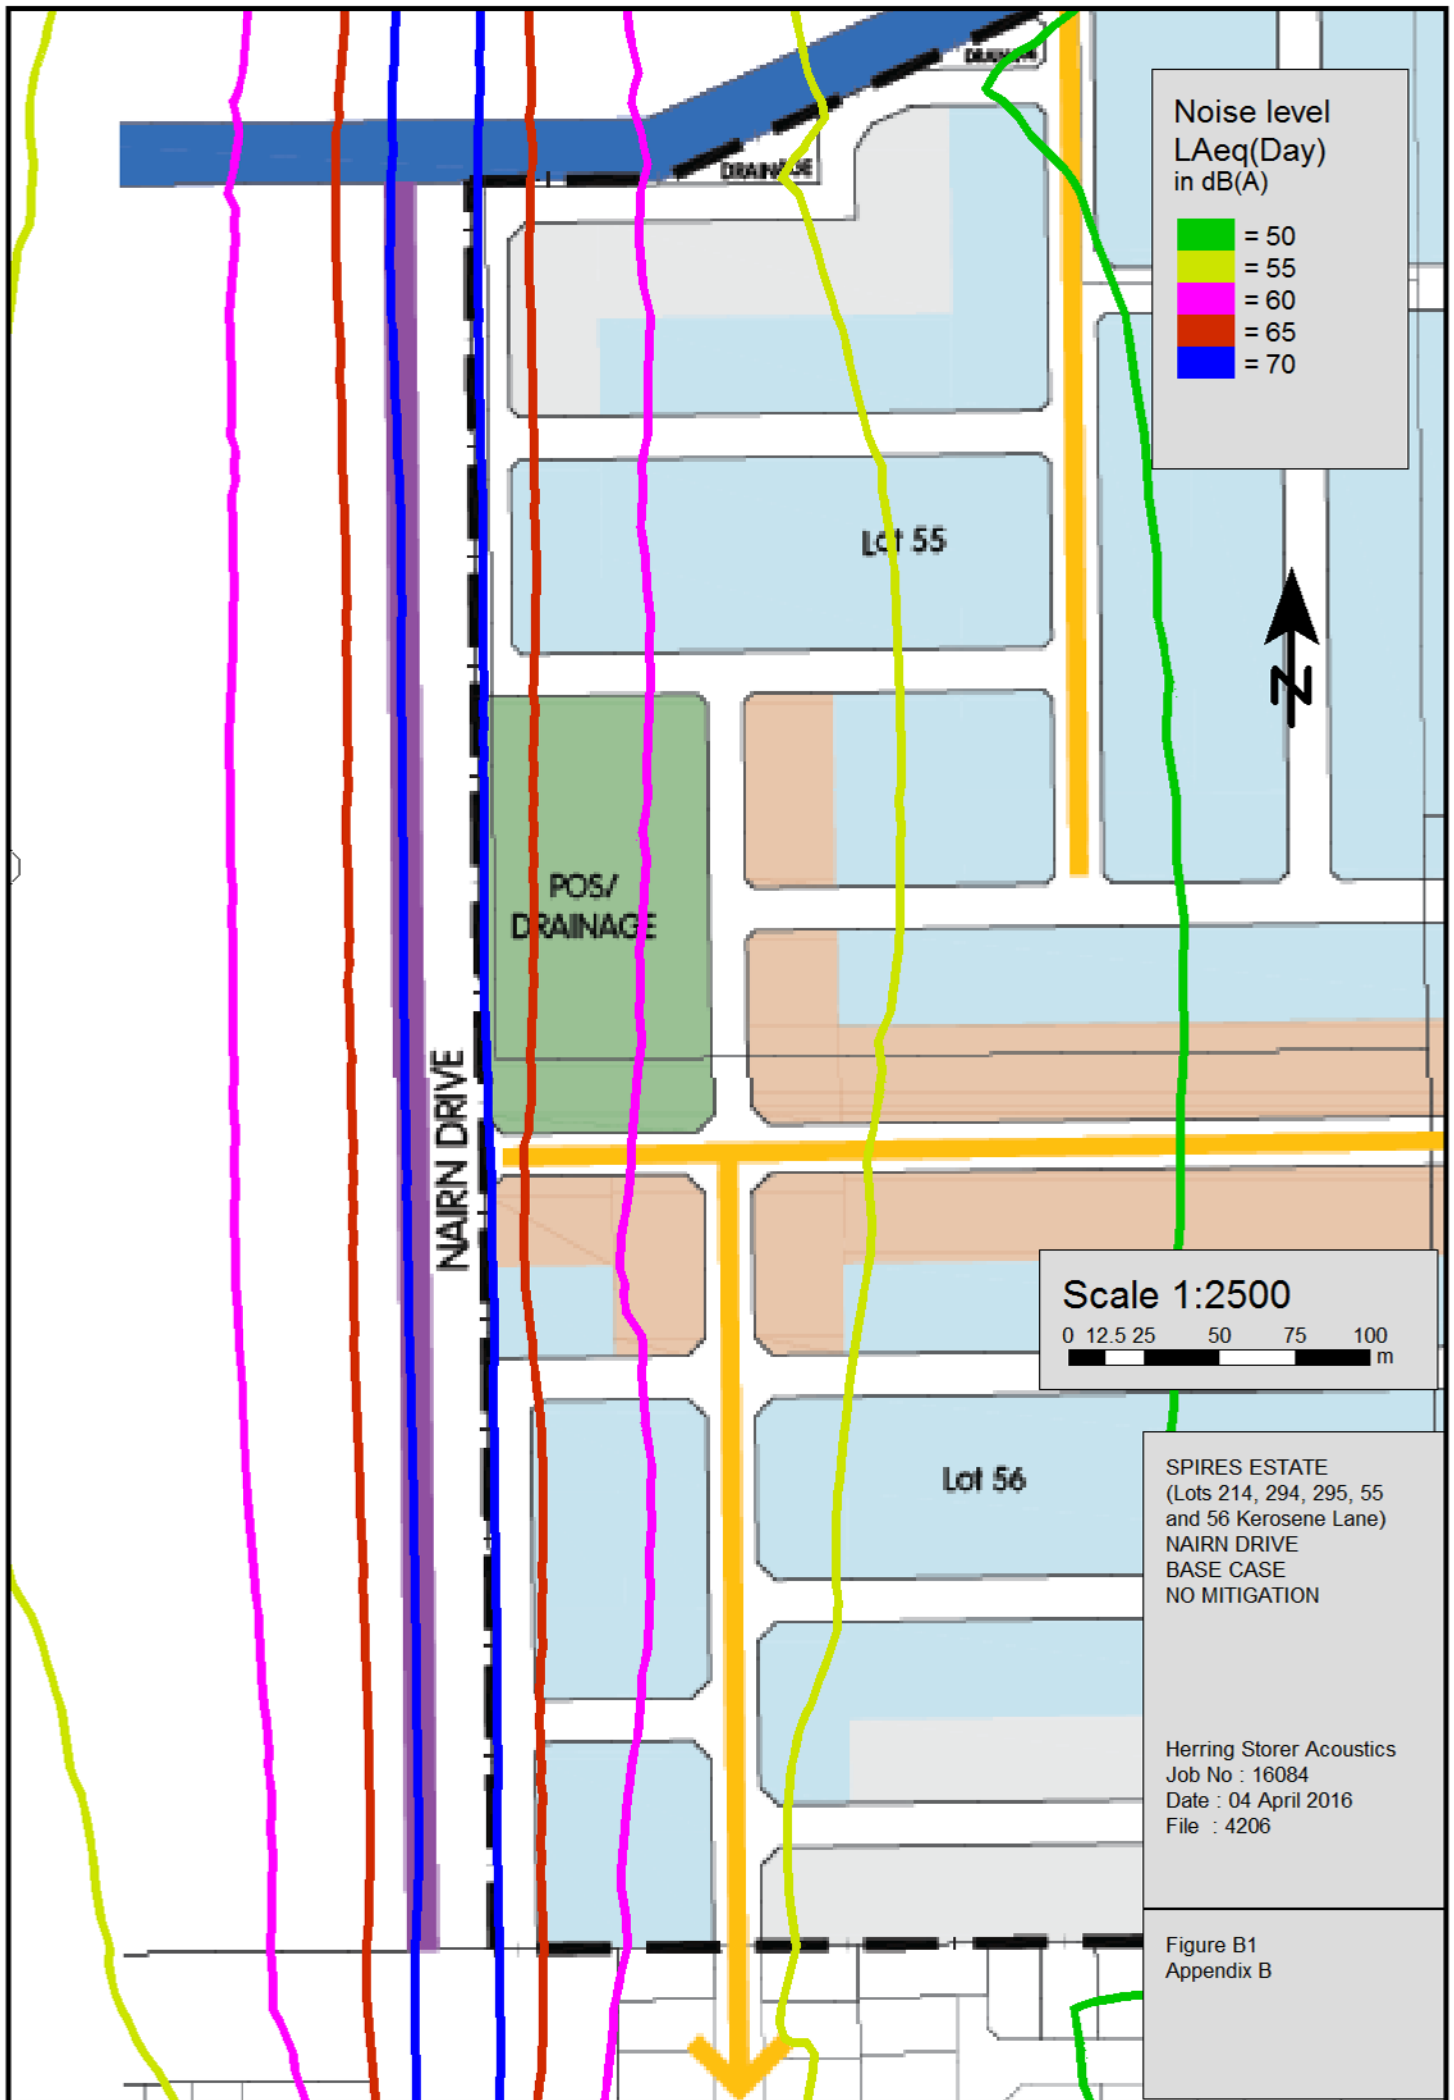 DRAINAGE
DRAINAGE
Noise level
LAeq(Day)
in dB(A)
= 50
= 55
= 60
= 65
= 70
Lot 55
N
POS/
DRAINAGE
NAIRN DRIVE
Scale 1:2500
0 12.5 25 50 75 100
m
Lot 56
SPIRES ESTATE
(Lots 214, 294, 295, 55
and 56 Kerosene Lane)
NAIRN DRIVE
BASE CASE
NO MITIGATION
Herring Storer Acoustics
Job No : 16084
Date : 04 April 2016
File : 4206
Figure B1
Appendix B